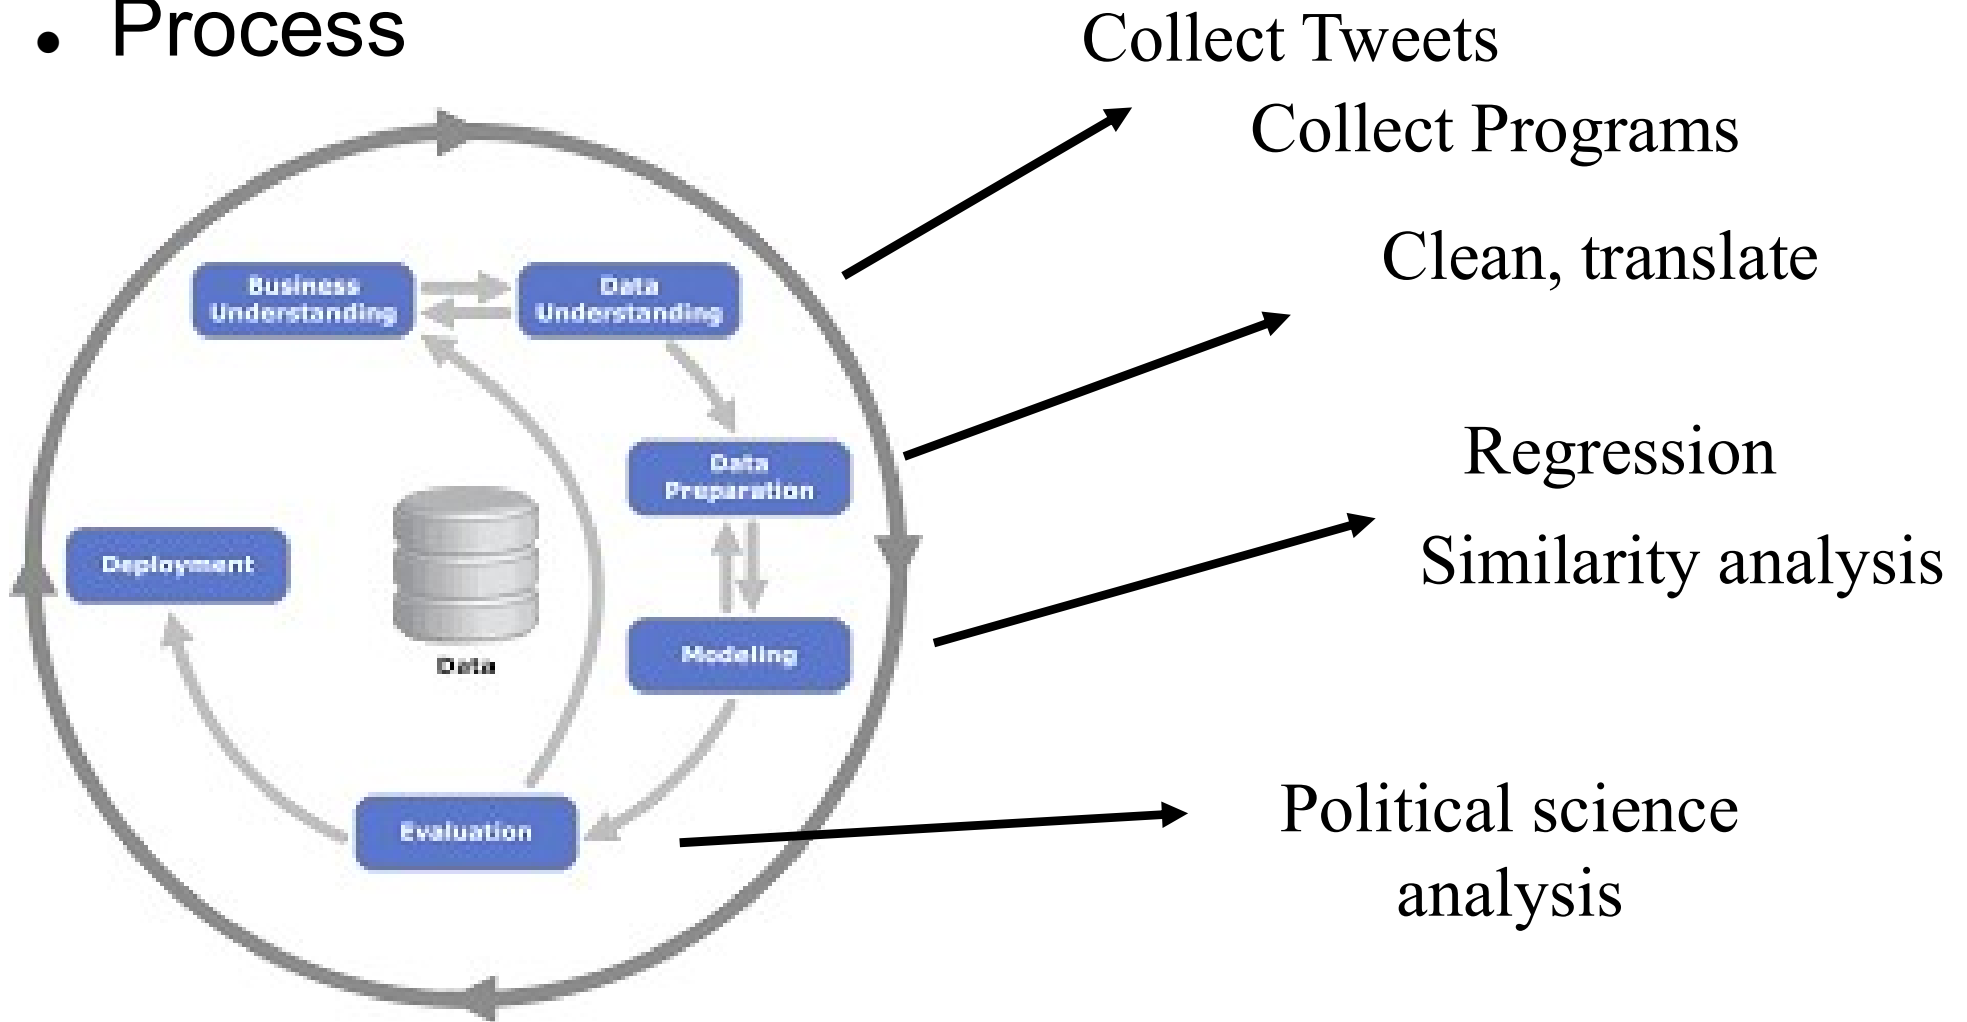 • Process
Collect Tweets
Collect Programs
Clean, translate
Business
Understanding
Data
Understanding
Data
Preparation
Regression
Similarity analysis
Deployment
Data
Modeling
Evaluation
Political science
analysis